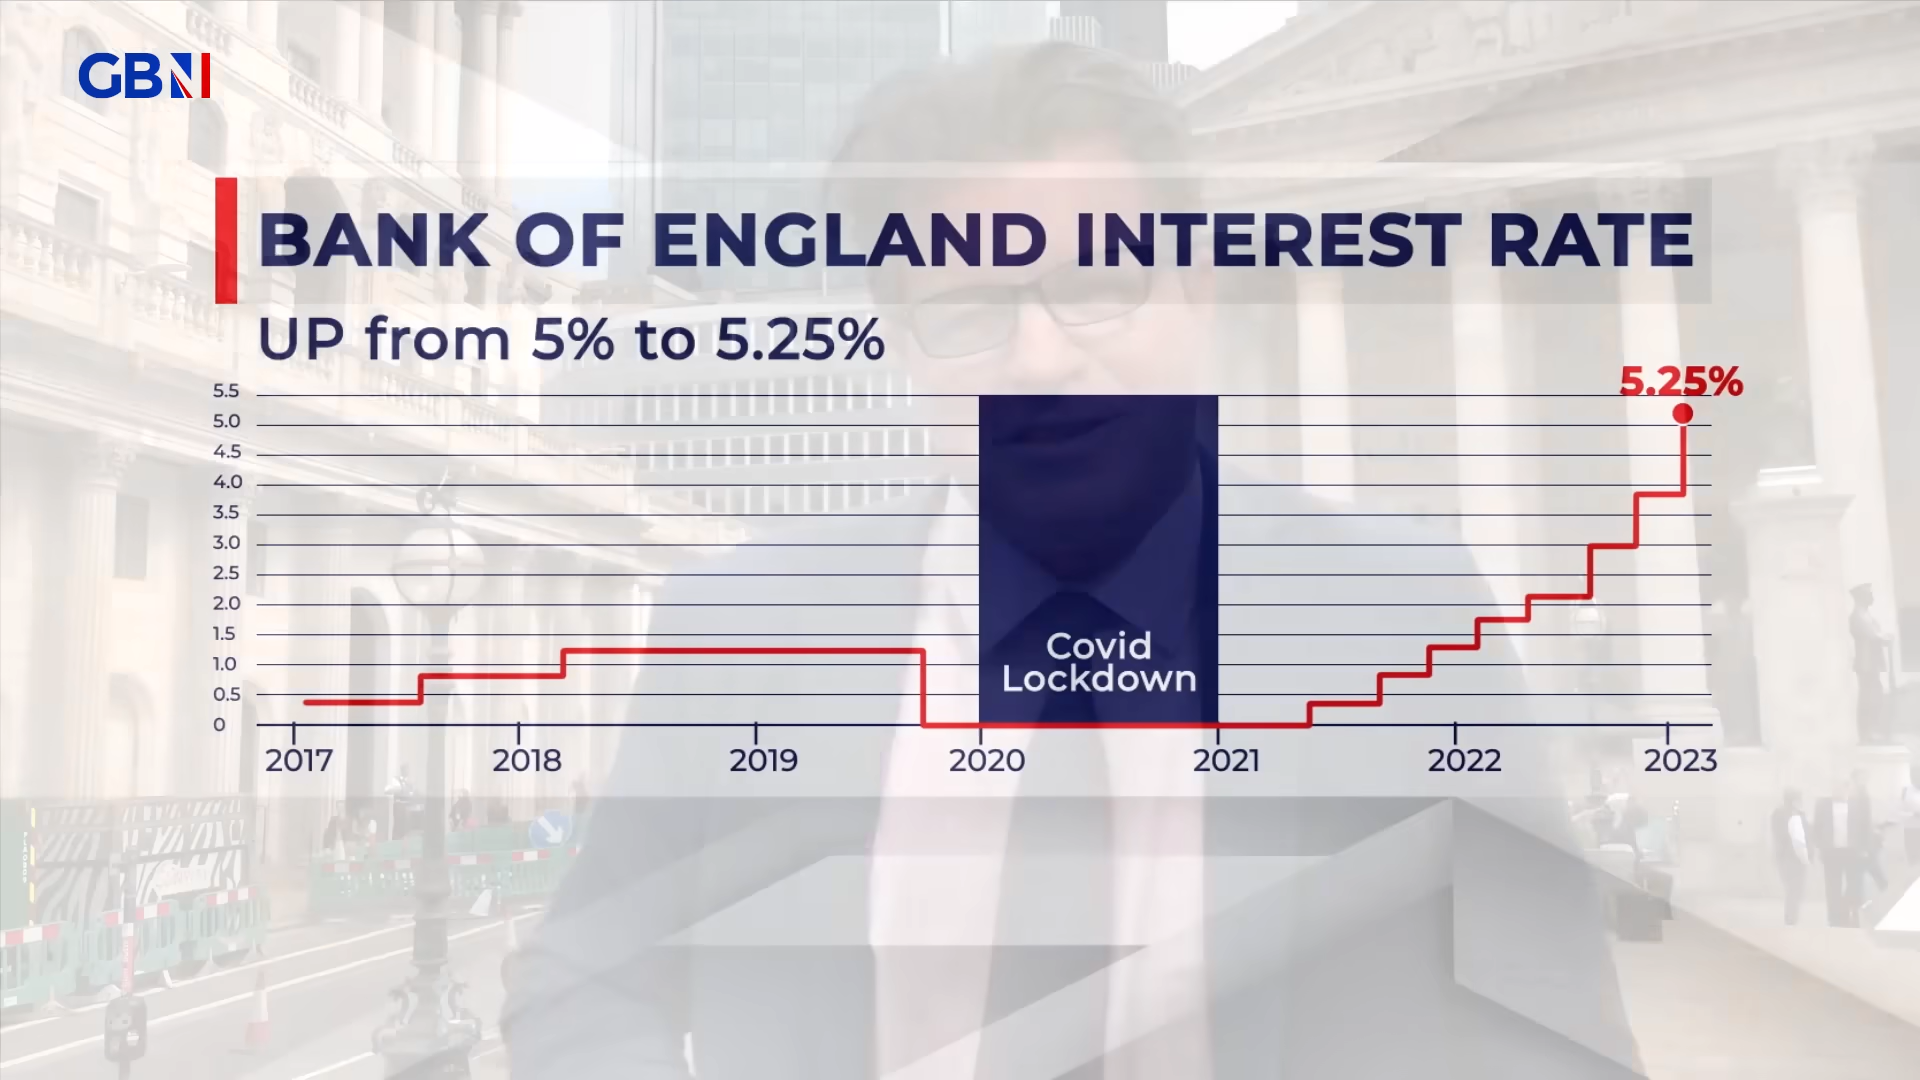 GBN
BANK OF ENGLAND INTEREST RATE
UP from 5% to 5.25%
5.25%
5.5
5.0
4.5
4.0
3.5
3.0
2.5
2.0
1.5
1.0
0.5
0
Covid
Lockdown
2017 2018 2019 2020 2021 2022 2023